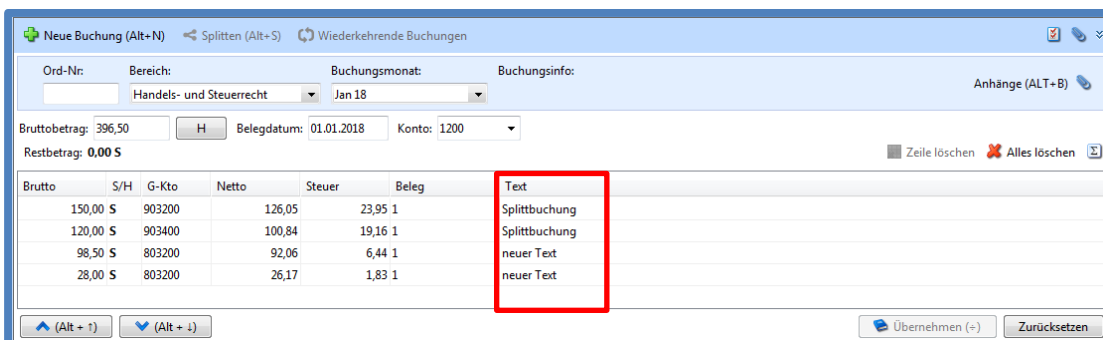 Neue Buchung (Alt+N) Splitten (Alt+S) Wiederkehrende Buchungen
Ord-Nr: Bereich: Buchungsmonat: Buchungsinfo:
Handels- und Steuerrecht Jan 18 Anhänge (ALT+B)
Bruttobetrag: 396,50 H Belegdatum: 01.01.2018 Konto: 1200
Restbetrag: 0,00 S Zeile löschen Alles löschen Σ
Brutto S/H G-Kto Netto Steuer Beleg Text
150,00 S 903200 126,05 23,95 1 Splittbuchung
120,00 S 903400 100,84 19,16 1 Splittbuchung
98,50 S 803200 92,06 6,44 1 neuer Text
28,00 S 803200 26,17 1,83 1 neuer Text
(Alt + ↑) (Alt + ↓) Übernehmen (÷) Zurücksetzen